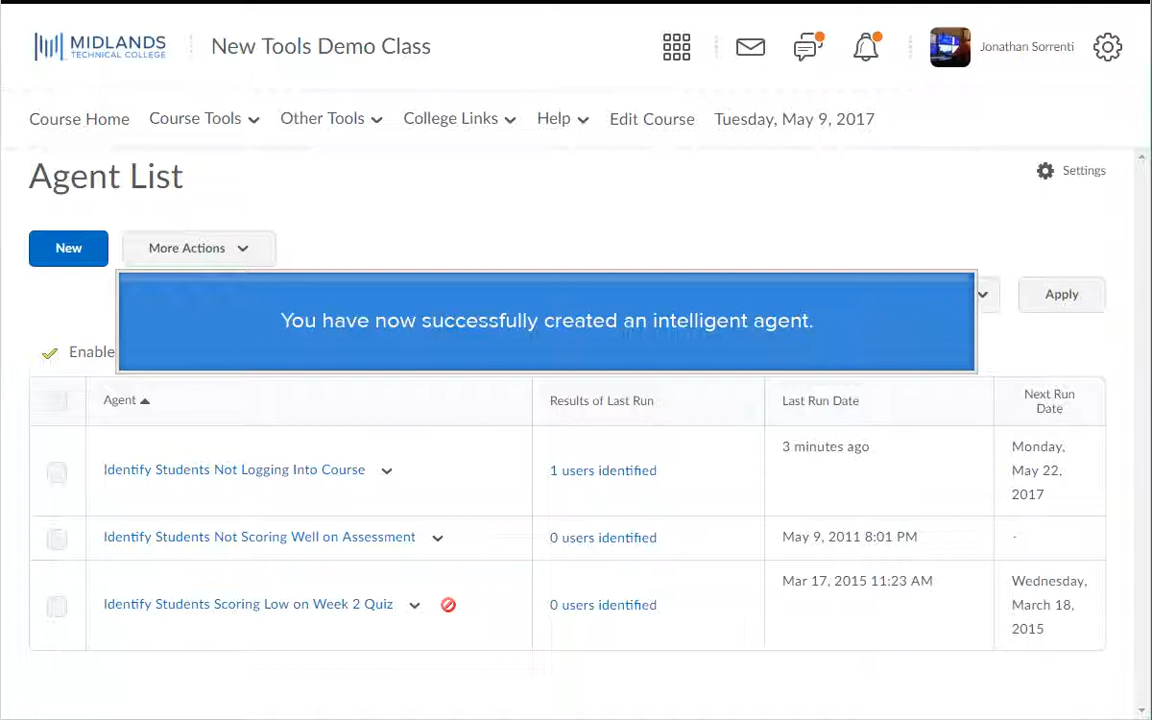 MIDLANDS
TECHNICAL COLLEGE
New Tools Demo Class
Jonathan Sorrenti
Course Home Course Tools Other Tools College Links Help Edit Course Tuesday, May 9, 2017
Agent List
Settings
New
More Actions
Apply
You have now successfully created an intelligent agent.
Enable
Agent
Results of Last Run
Last Run Date
Next Run
Date
Identify Students Not Logging Into Course
1 users identified
3 minutes ago
Monday,
May 22,
2017
Identify Students Not Scoring Well on Assessment
0 users identified
May 9, 2011 8:01 PM
-
Identify Students Scoring Low on Week 2 Quiz
0 users identified
Mar 17, 2015 11:23 AM
Wednesday,
March 18,
2015